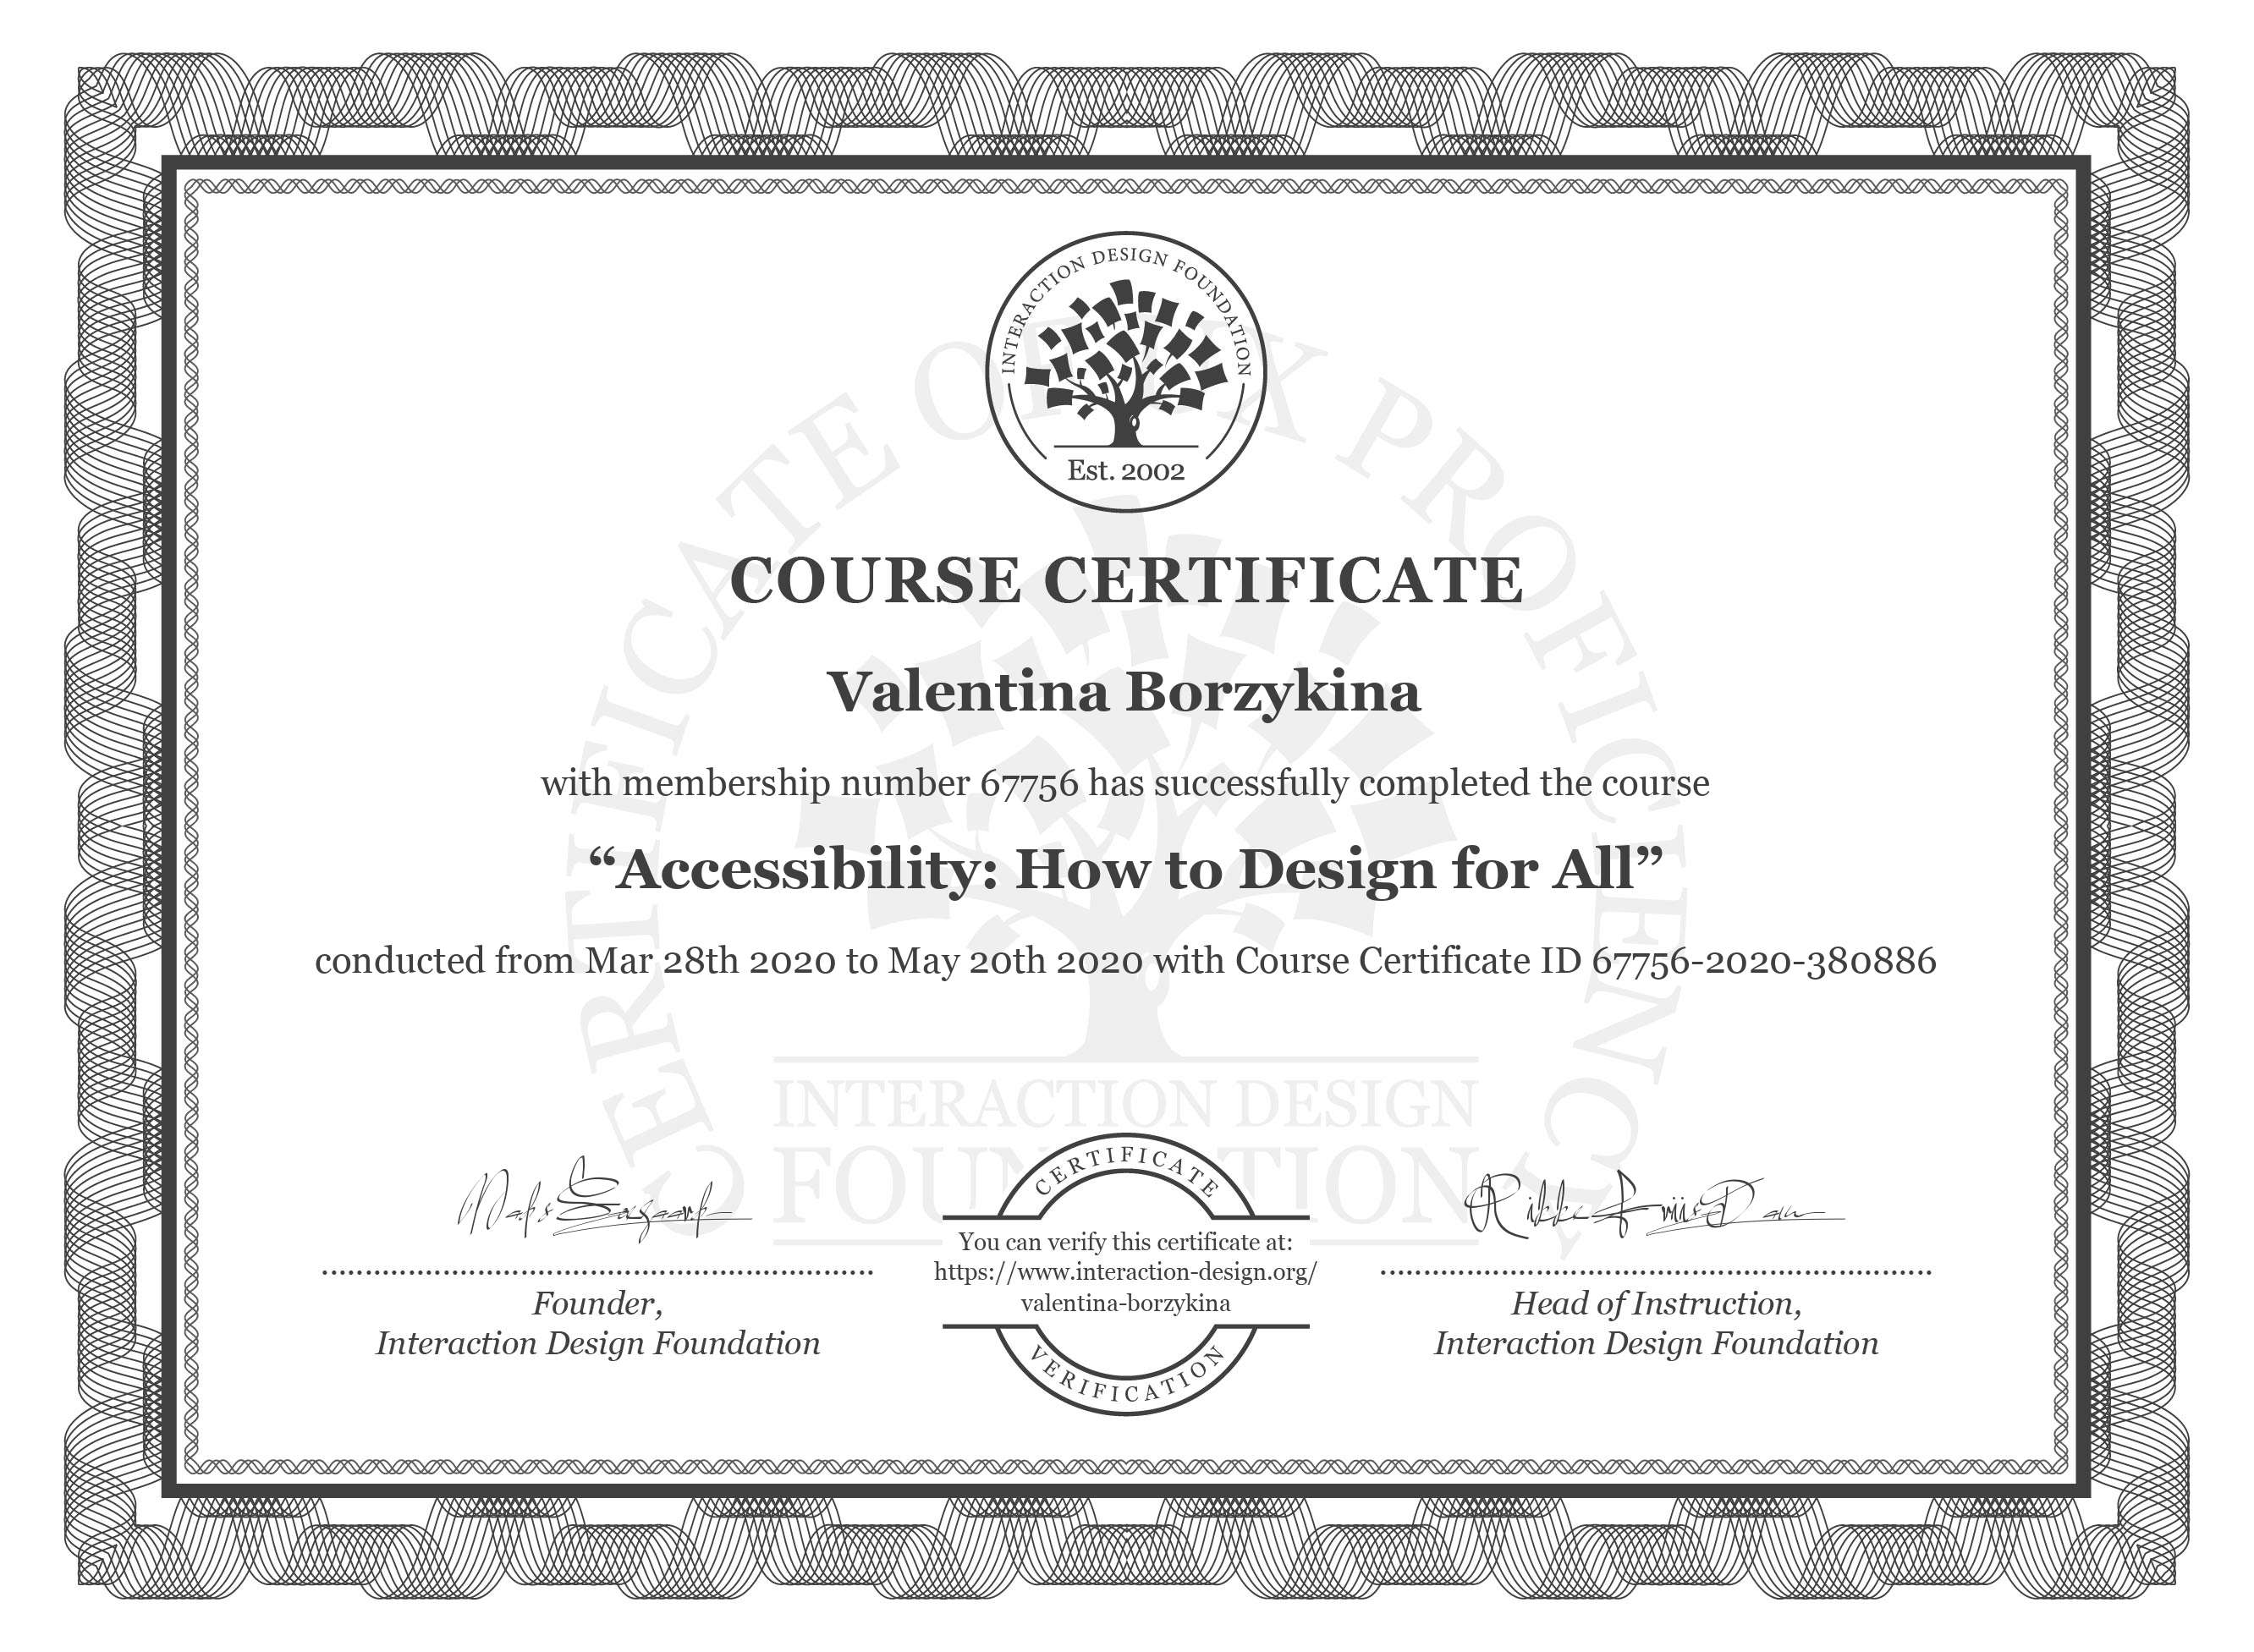 INTERACTION DESIGN FOUNDATION
Est. 2002
CERTIFICATE OF UX PROFICIENCY
COURSE CERTIFICATE
Valentina Borzykina
with membership number 67756 has successfully completed the course
“Accessibility: How to Design for All”
conducted from Mar 28th 2020 to May 20th 2020 with Course Certificate ID 67756-2020-380886
INTERACTION DESIGN
FOUNDATION
Founder,
Interaction Design Foundation
CERTIFICATE
You can verify this certificate at:
https://www.interaction-design.org/
valentina-borzykina
VERIFICATION
Rikke Friis Dam
Head of Instruction,
Interaction Design Foundation